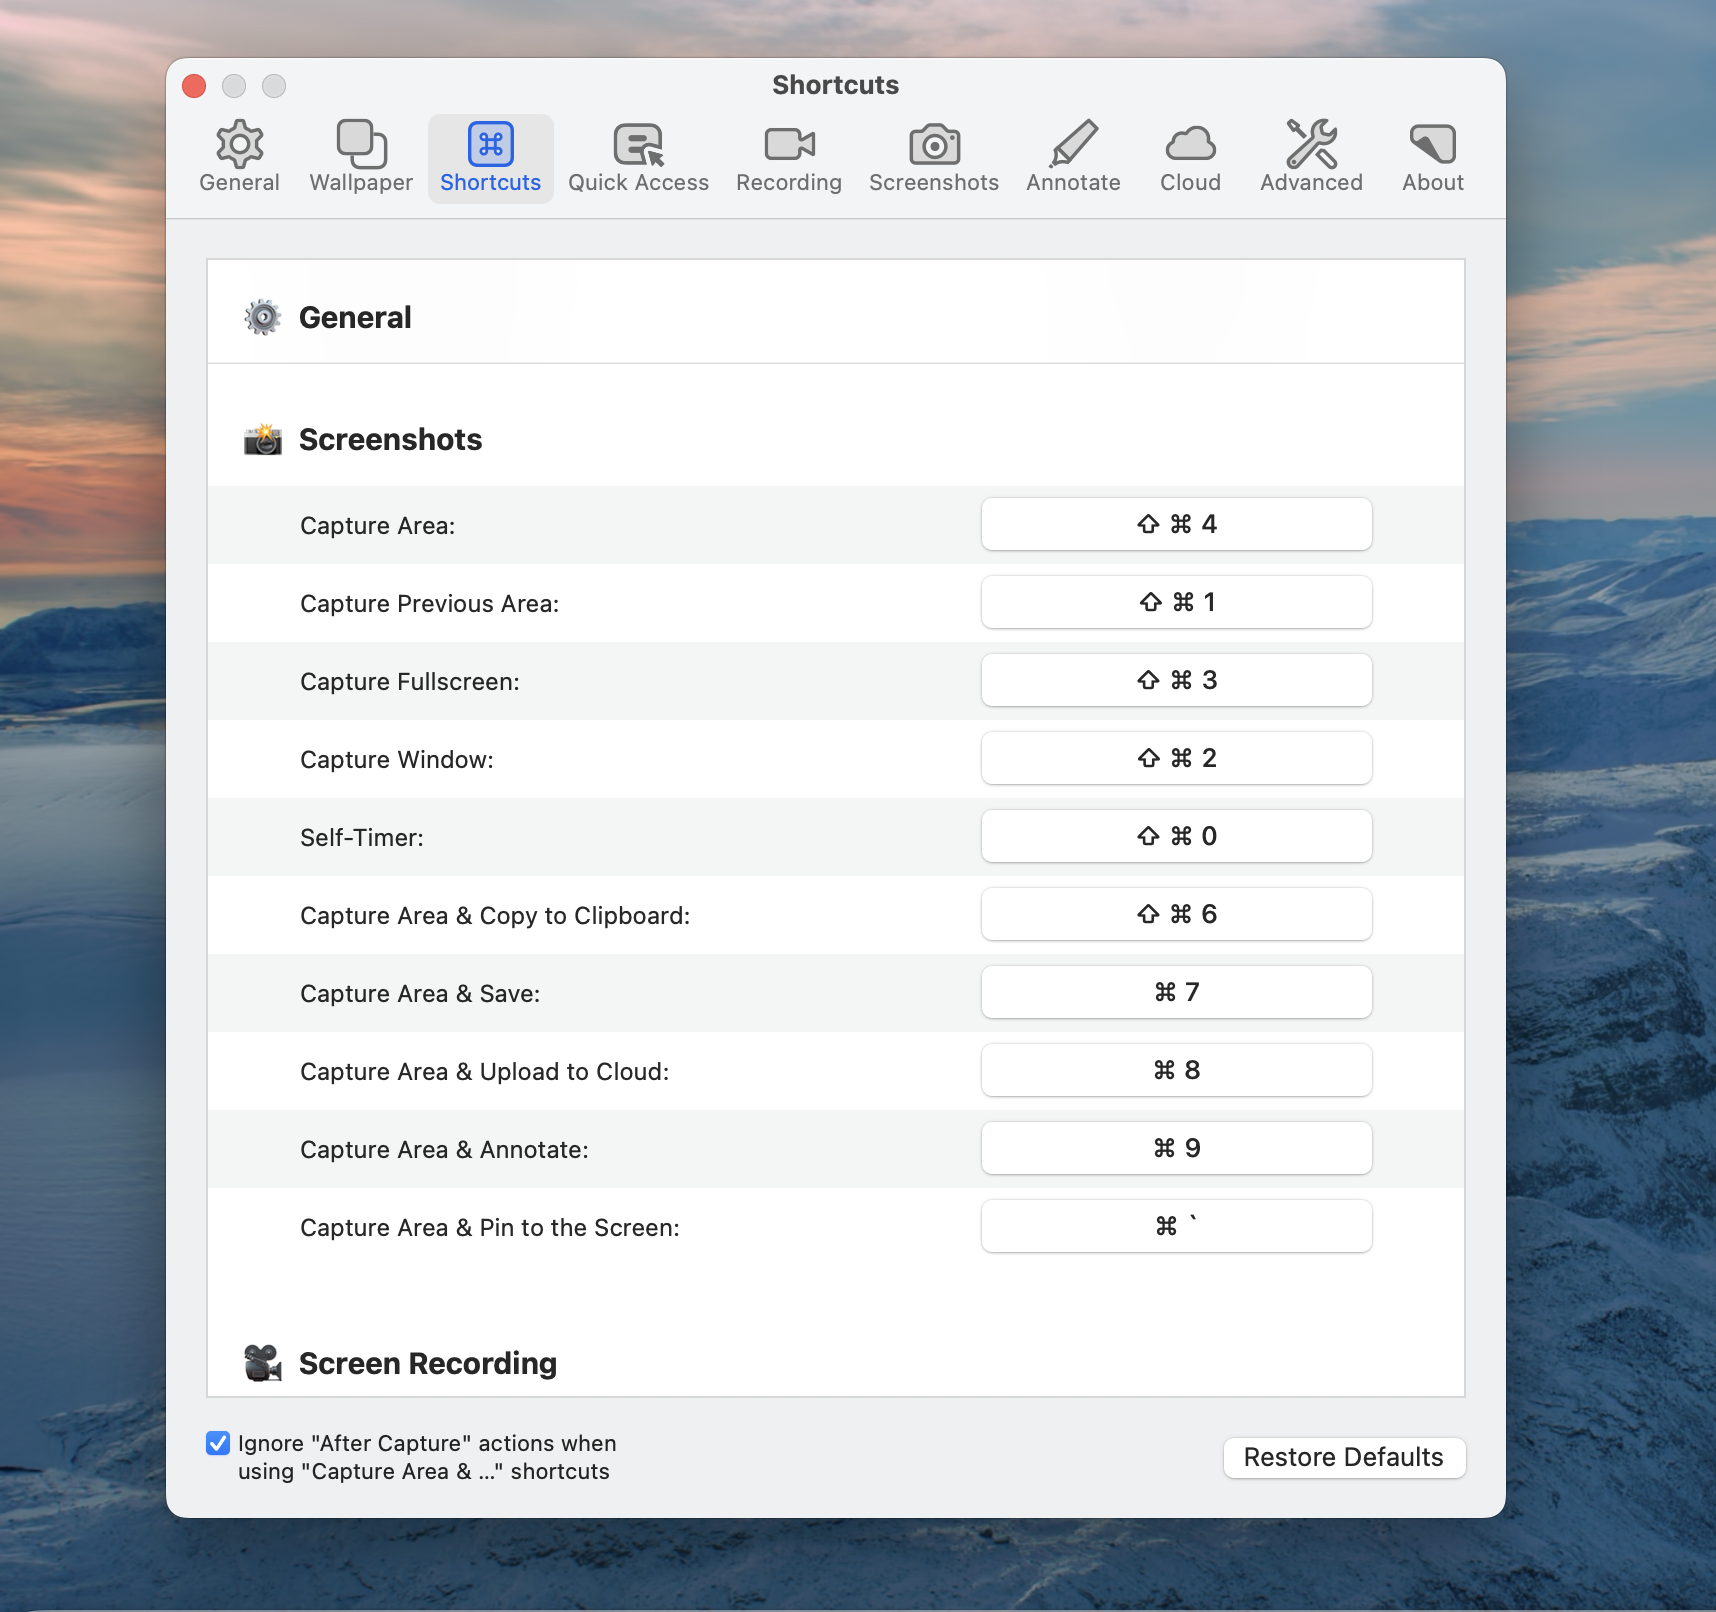 Shortcuts
General
Wallpaper
Shortcuts
Quick Access
Recording
Screenshots
Annotate
Cloud
Advanced
About
General
Screenshots
Capture Area:
⇧ ⌘ 4
Capture Previous Area:
⇧ ⌘ 1
Capture Fullscreen:
⇧ ⌘ 3
Capture Window:
⇧ ⌘ 2
Self-Timer:
⇧ ⌘ 0
Capture Area & Copy to Clipboard:
⇧ ⌘ 6
Capture Area & Save:
⌘ 7
Capture Area & Upload to Cloud:
⌘ 8
Capture Area & Annotate:
⌘ 9
Capture Area & Pin to the Screen:
⌘ `
Screen Recording
Ignore "After Capture" actions when
using "Capture Area & ..." shortcuts
Restore Defaults